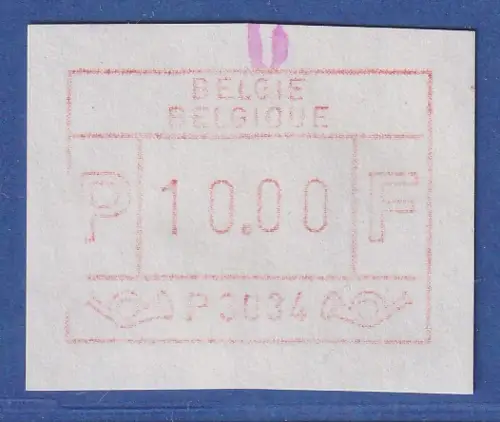 BELGIE
BELGIQUE
P 10.00 F
P3034